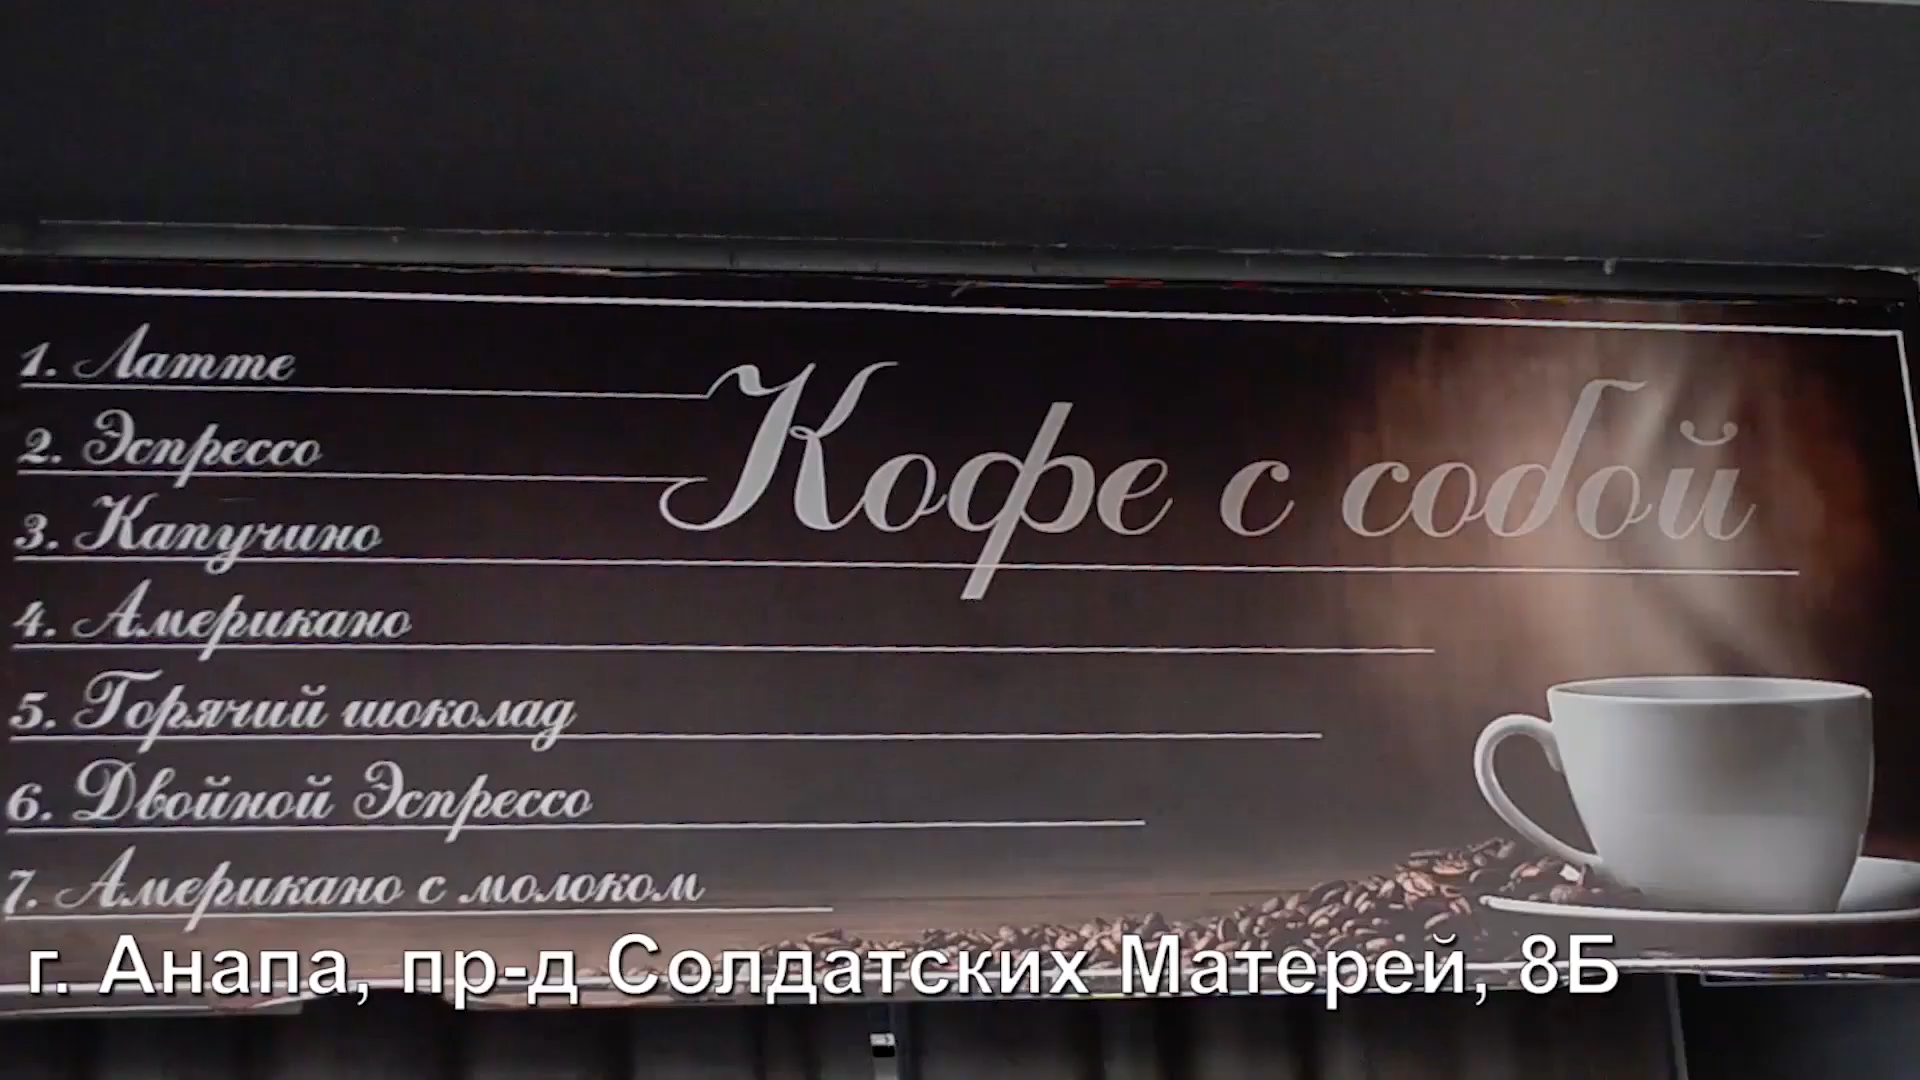 1. Латте
2. Эспрессо
3. Капучино
4. Американо
5. Горячий шоколад
6. Двойной Эспрессо
7. Американо с молоком
Кофе с собой
г. Анапа, пр-д Солдатских Матерей, 8Б